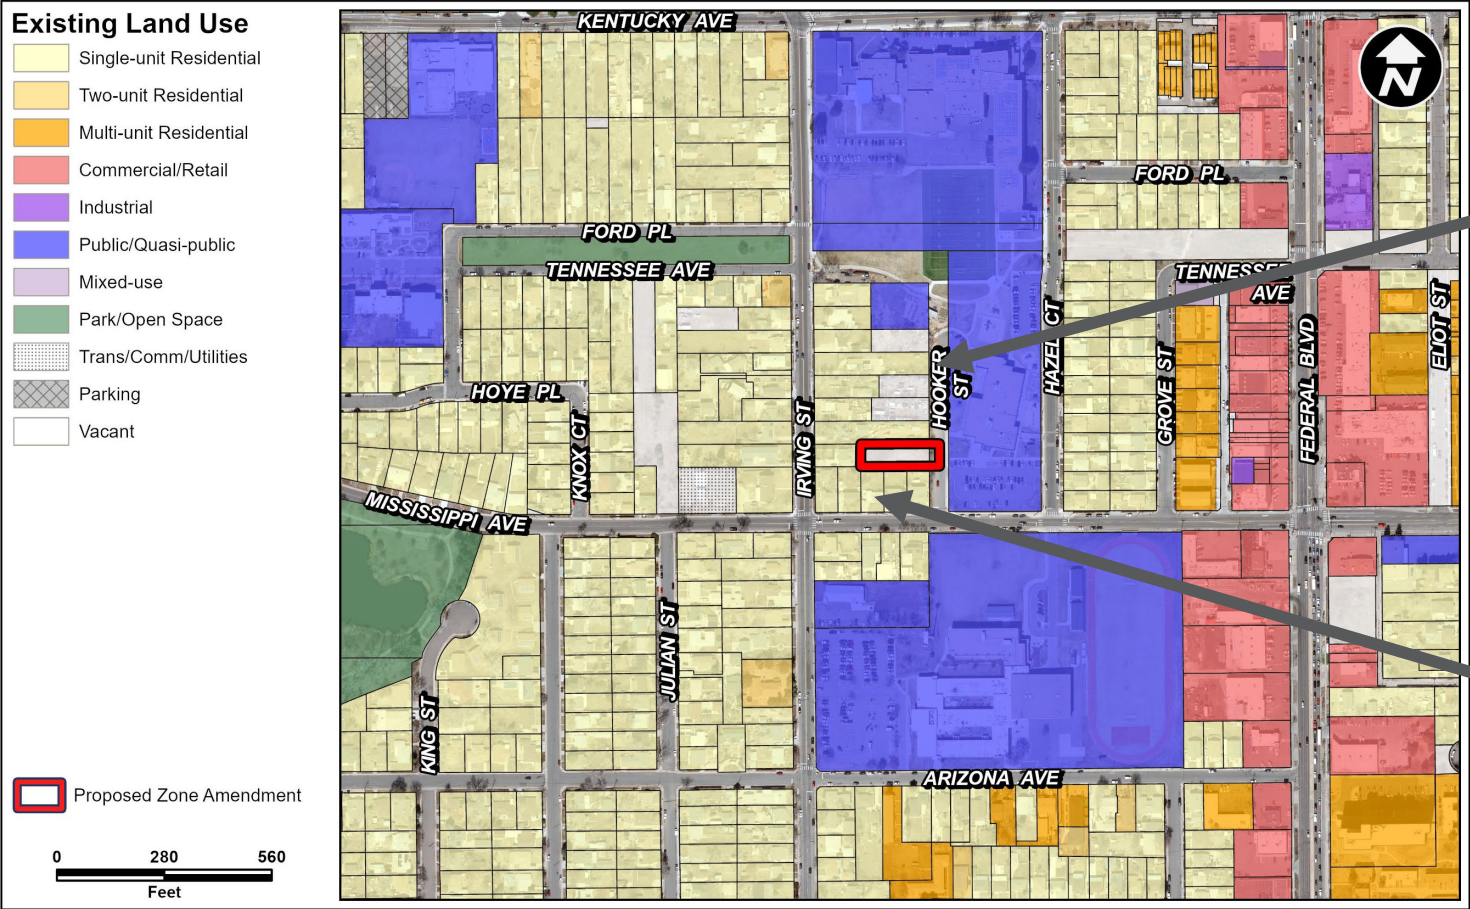 Existing Land Use
Single-unit Residential
Two-unit Residential
Multi-unit Residential
Commercial/Retail
Industrial
Public/Quasi-public
Mixed-use
Park/Open Space
Trans/Comm/Utilities
Parking
Vacant
Proposed Zone Amendment
0 280 560
Feet
KENTUCKY AVE
N
FORD PL
FORD PL
TENNESSEE AVE
TENNESSEE
AVE
HOYE PL
KNOX CT
IRVING ST
HOOKER
ST
HAZEL CT
GROVE ST
FEDERAL BLVD
ELIOT ST
MISSISSIPPI AVE
JULIAN ST
KING ST
ARIZONA AVE